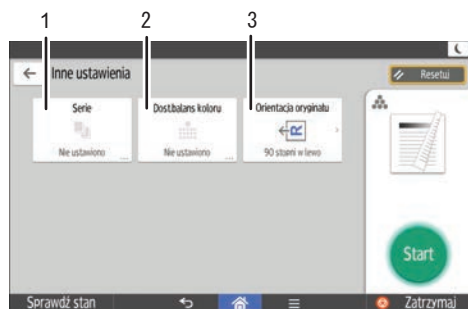 1 2 3
Inne ustawienia
Resetuj
Serie
Nie ustawiono
Dost.balans koloru
Nie ustawiono
Orientacja oryginału
R
90 stopni w lewo
Start
Sprawdź stan
Zatrzymaj